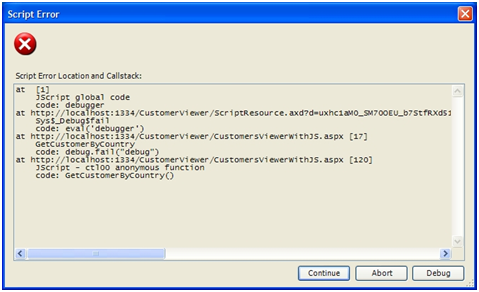 Script Error
Script Error Location and Callstack:
at [1]
JScript global code
code: debugger
at http://localhost:1334/CustomerViewer/ScriptResource.axd?d=uxhc1aM0_SM7OOEU_b7StfRXd51
Sys$_Debug$fail
code: eval('debugger')
at http://localhost:1334/CustomerViewer/CustomersViewerWithJS.aspx [17]
GetCustomerByCountry
code: debug.fail("debug")
at http://localhost:1334/CustomerViewer/CustomersViewerWithJS.aspx [120]
JScript - ctl00 anonymous function
code: GetCustomerByCountry()
Continue Abort Debug